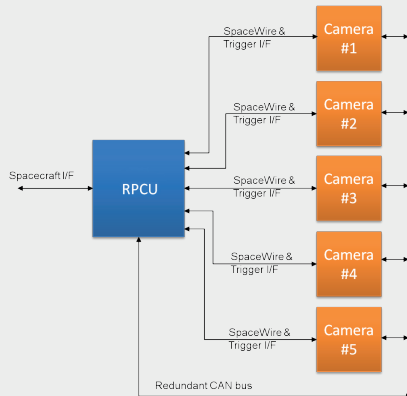 SpaceWire &
Trigger I/F
Camera
#1
SpaceWire &
Trigger I/F
Camera
#2
Spacecraft I/F
RPCU
SpaceWire &
Trigger I/F
Camera
#3
SpaceWire &
Trigger I/F
Camera
#4
SpaceWire &
Trigger I/F
Camera
#5
Redundant CAN bus